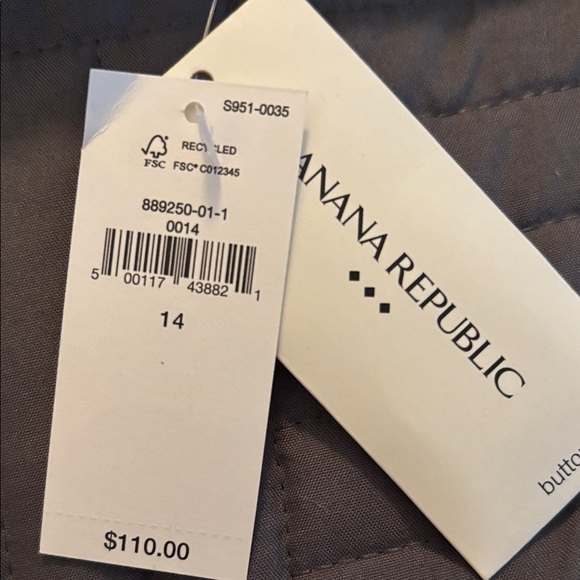 S951-0035
RECYCLED
FSC FSC® C012345
889250-01-1
0014
5 00117 43882 1
14
$110.00
ANANA REPUBLIC
butto